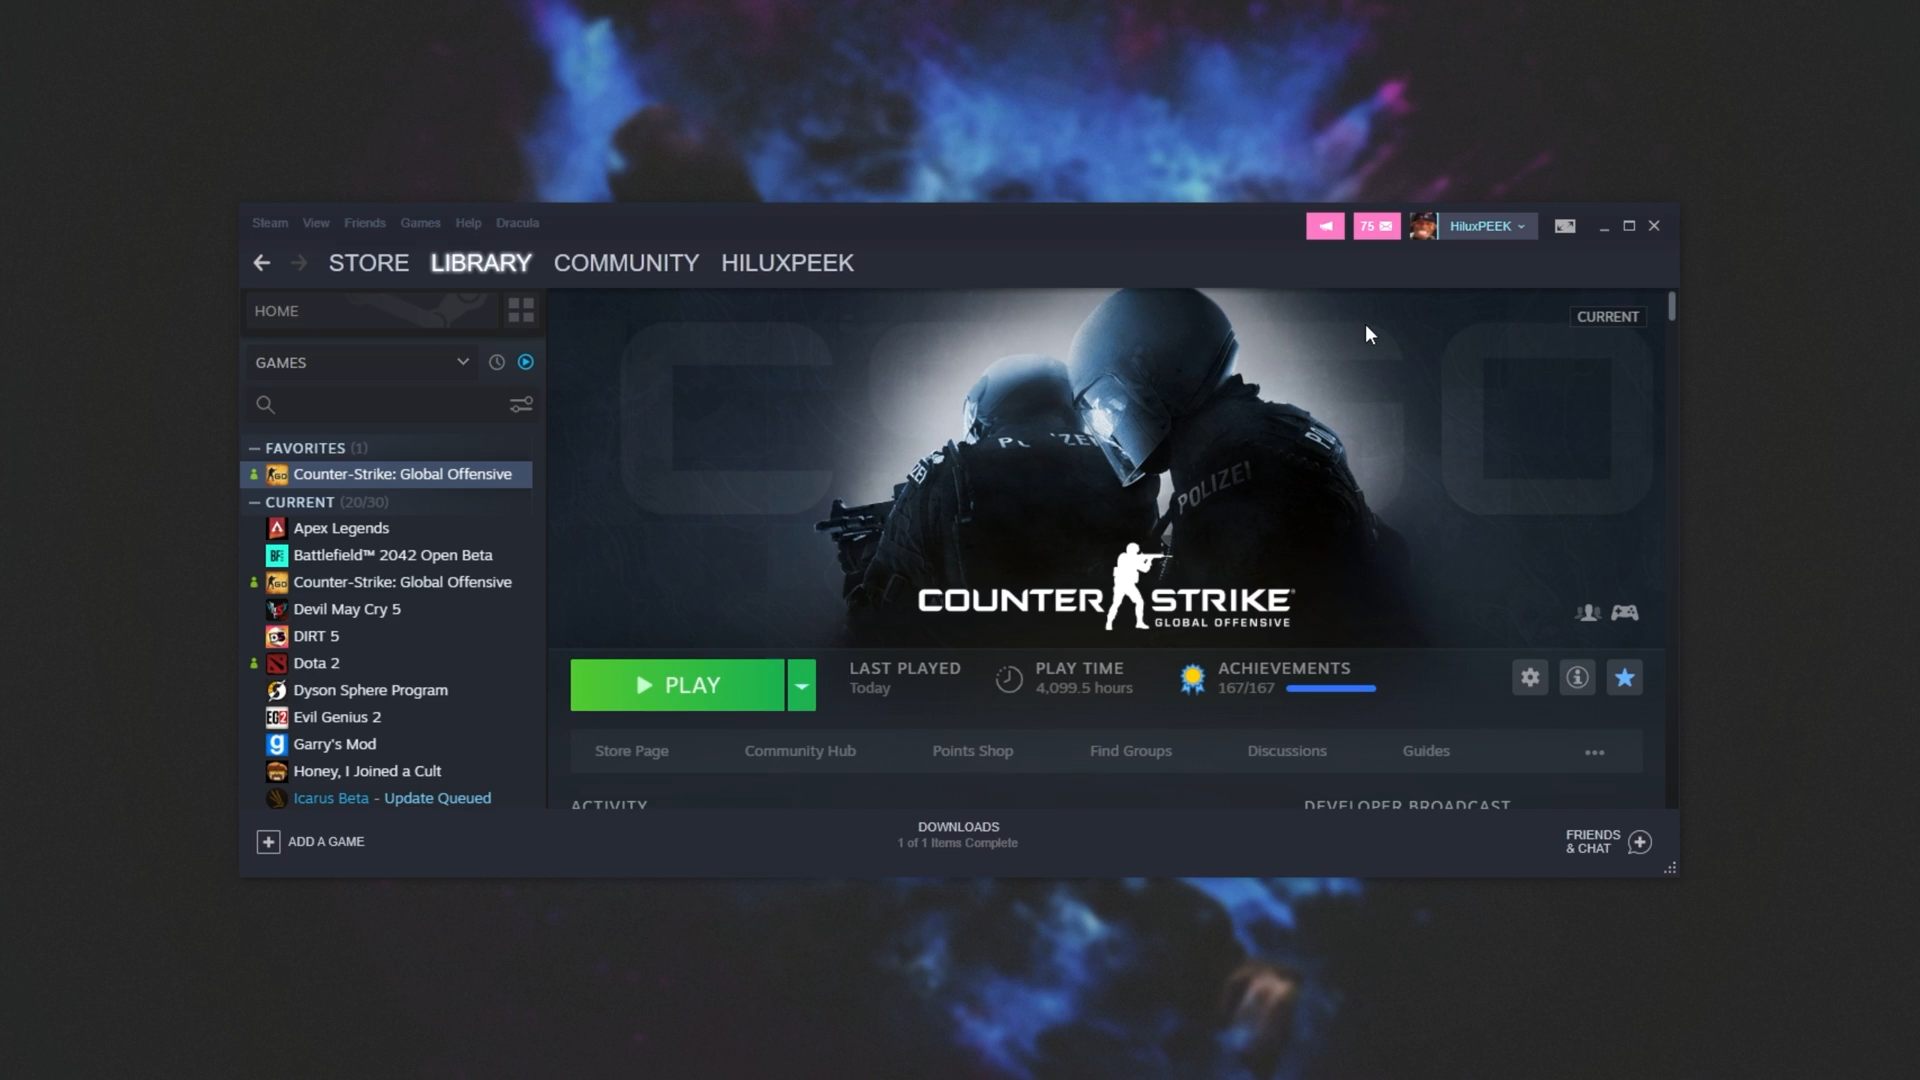 Steam View Friends Games Help Dracula
75 HiluxPEEK
STORE LIBRARY COMMUNITY HILUXPEEK
HOME
GAMES
— FAVORITES (1)
Counter-Strike: Global Offensive
— CURRENT (20/30)
Apex Legends
BF Battlefield™ 2042 Open Beta
Counter-Strike: Global Offensive
Devil May Cry 5
D5 DIRT 5
Dota 2
Dyson Sphere Program
EG2 Evil Genius 2
g Garry's Mod
Honey, I Joined a Cult
Icarus Beta - Update Queued
CURRENT
POLIZEI
COUNTER STRIKE
GLOBAL OFFENSIVE
PLAY
LAST PLAYED
Today
PLAY TIME
4,099.5 hours
ACHIEVEMENTS
167/167
Store Page Community Hub Points Shop Find Groups Discussions Guides
ACTIVITY
DEVELOPER BROADCAST
ADD A GAME
DOWNLOADS
1 of 1 Items Complete
FRIENDS
& CHAT